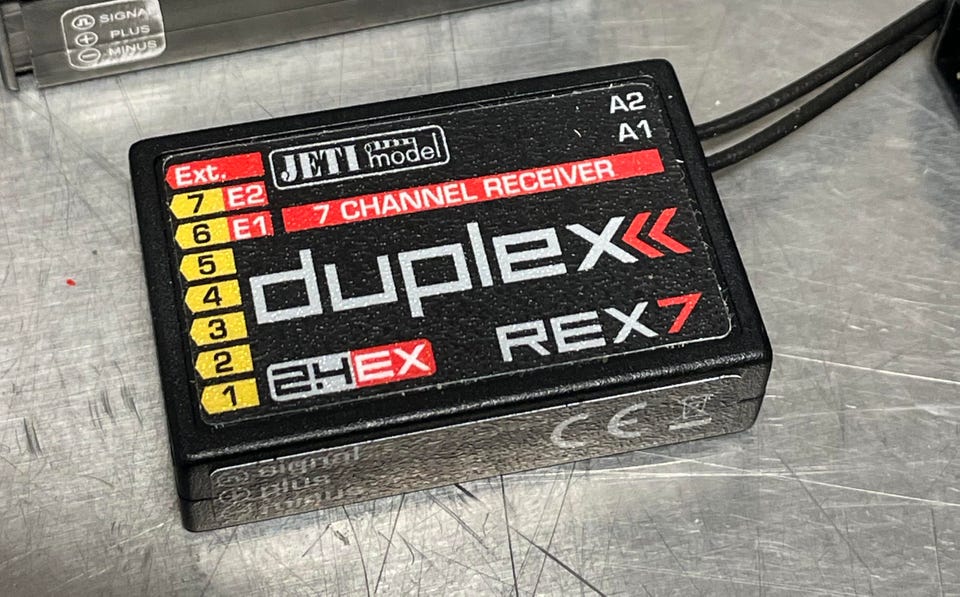 SIGNAL
PLUS
MINUS
A2
A1
JETI model
Ext.
7 E2
6 E1
5
4
3
2
1
7 CHANNEL RECEIVER
duplex
2.4EX
REX7
CE
signal
plus
minus